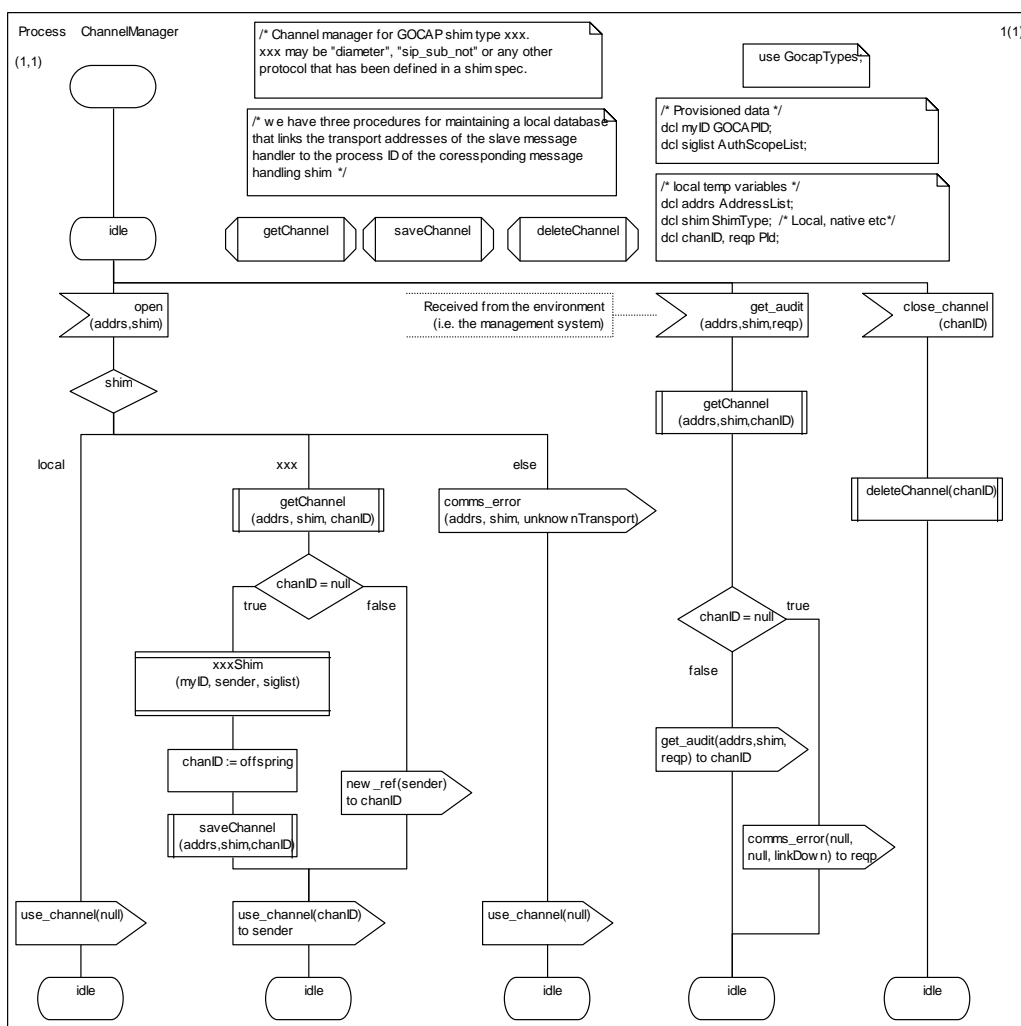 Process ChannelManager
1(1)
(1,1)
/* Channel manager for GOCAP shim type xxx.
xxx may be "diameter", "sip_sub_not" or any other
protocol that has been defined in a shim spec.
use GocapTypes;
/* we have three procedures for maintaining a local database
that links the transport addresses of the slave message
handler to the process ID of the coressponding message
handling shim */
/* Provisioned data */
dcl myID GOCAPID;
dcl siglist AuthScopeList;
/* local temp variables */
dcl addrs AddressList;
dcl shim ShimType; /* Local, native etc*/
dcl chanID, reqp PId;
idle
getChannel
saveChannel
deleteChannel
open
(addrs,shim)
Received from the environment
(i.e. the management system)
get_audit
(addrs,shim,reqp)
close_channel
(chanID)
shim
getChannel
(addrs,shim,chanID)
local
xxx
else
getChannel
(addrs, shim, chanID)
comms_error
(addrs, shim, unknownTransport)
deleteChannel(chanID)
chanID = null
true
false
chanID = null
true
false
xxxShim
(myID, sender, siglist)
chanID := offspring
new_ref(sender)
to chanID
get_audit(addrs,shim,
reqp) to chanID
saveChannel
(addrs,shim,chanID)
comms_error(null,
null, linkDown) to reqp
use_channel(null)
use_channel(chanID)
to sender
use_channel(null)
idle
idle
idle
idle
idle